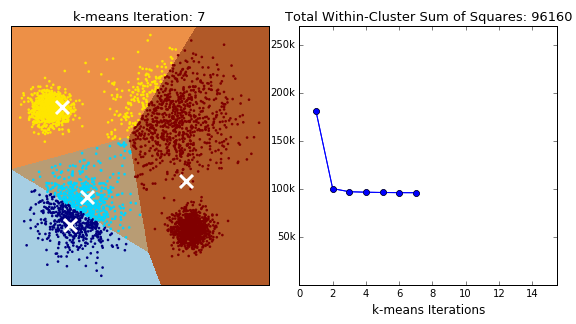 k-means Iteration: 7
Total Within-Cluster Sum of Squares: 96160
250k
200k
150k
100k
50k
0 2 4 6 8 10 12 14
k-means Iterations